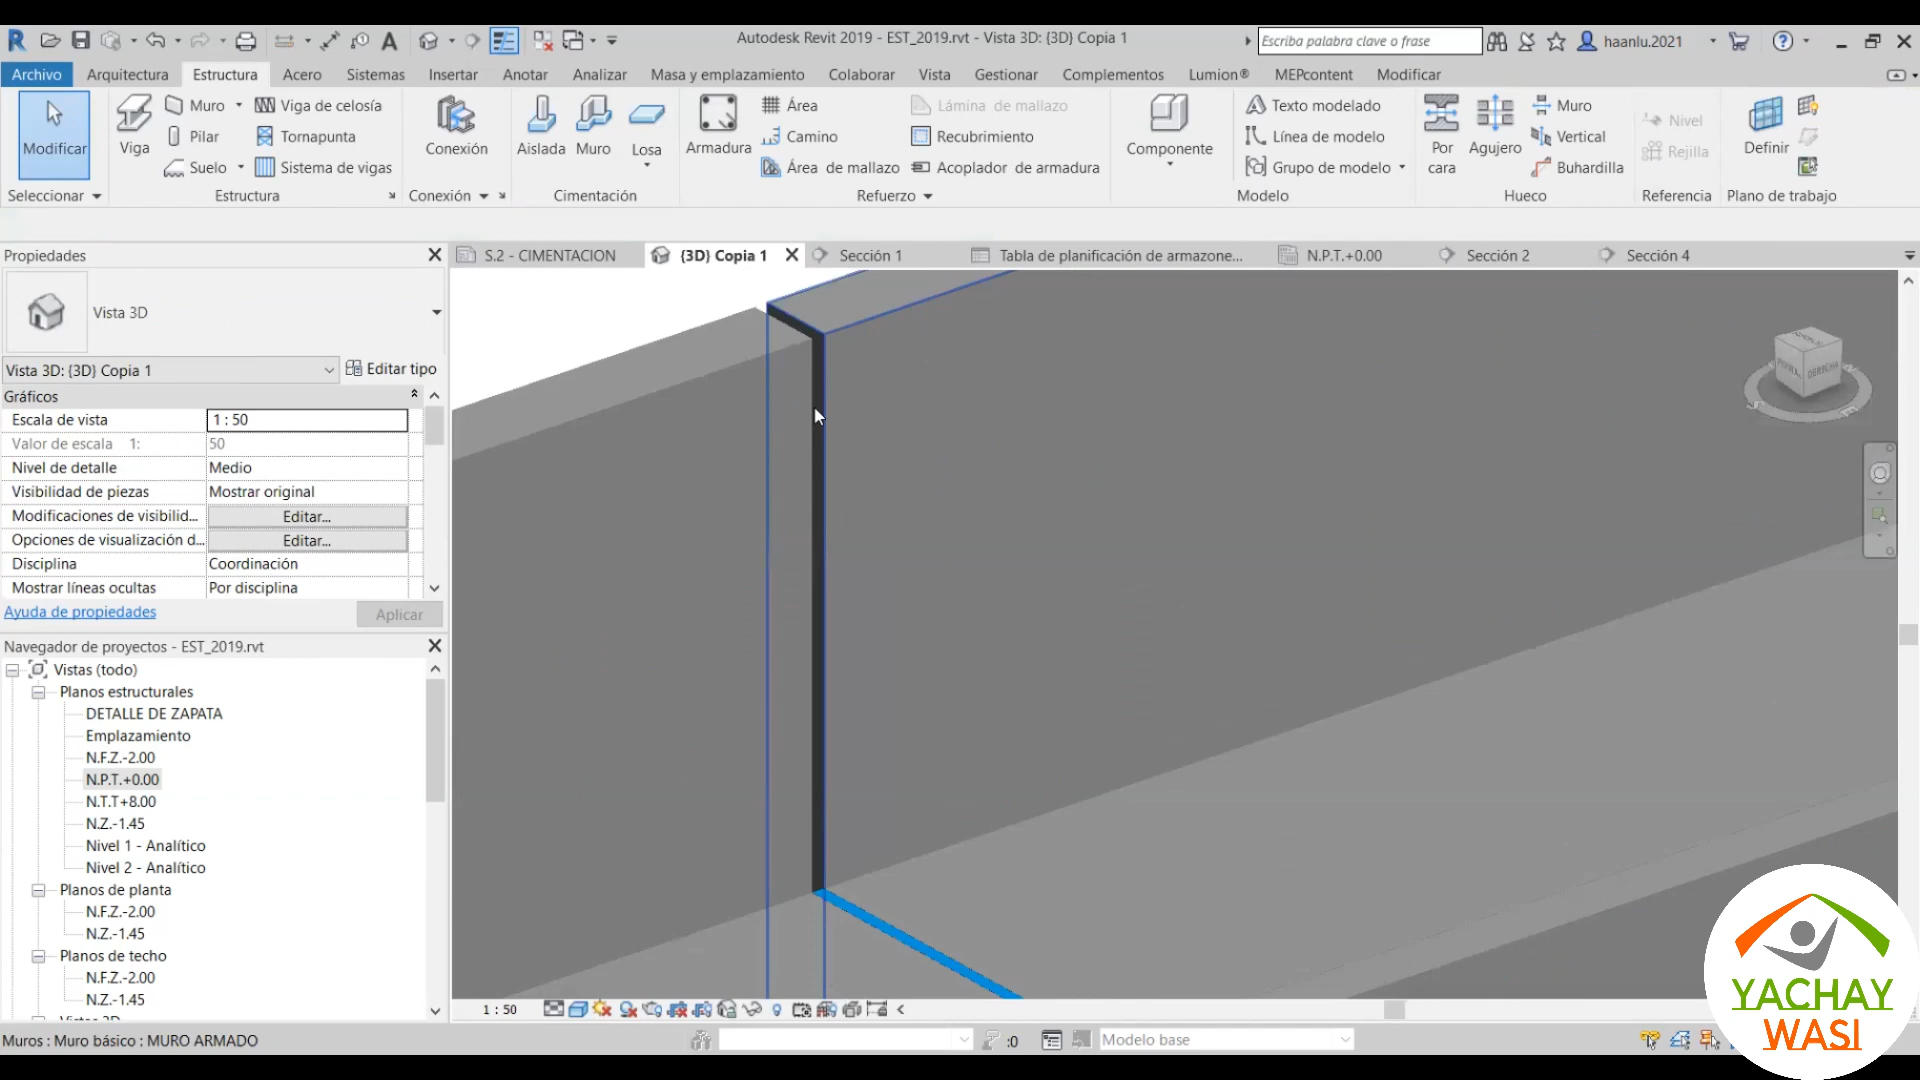 Autodesk Revit 2019 - EST_2019.rvt - Vista 3D: {3D} Copia 1
Escriba palabra clave o frase
haanlu.2021
Archivo Arquitectura Estructura Acero Sistemas Insertar Anotar Analizar Masa y emplazamiento Colaborar Vista Gestionar Complementos Lumion® MEPcontent Modificar
Modificar
Viga
Muro
Pilar
Suelo
Viga de celosía
Tornapunta
Sistema de vigas
Conexión
Aislada
Muro
Losa
Armadura
Área
Camino
Área de mallazo
Lámina de mallazo
Recubrimiento
Acoplador de armadura
Componente
Texto modelado
Línea de modelo
Grupo de modelo
Por cara
Agujero
Muro
Vertical
Buhardilla
Nivel
Rejilla
Definir
Seleccionar Estructura Conexión Cimentación Refuerzo Modelo Hueco Referencia Plano de trabajo
Propiedades
S.2 - CIMENTACION {3D} Copia 1 Sección 1 Tabla de planificación de armazone... N.P.T.+0.00 Sección 2 Sección 4
Vista 3D
Vista 3D: {3D} Copia 1 Editar tipo
Gráficos
Escala de vista 1 : 50
Valor de escala 1: 50
Nivel de detalle Medio
Visibilidad de piezas Mostrar original
Modificaciones de visibilid... Editar...
Opciones de visualización d... Editar...
Disciplina Coordinación
Mostrar líneas ocultas Por disciplina
Ayuda de propiedades Aplicar
Navegador de proyectos - EST_2019.rvt
Vistas (todo)
Planos estructurales
DETALLE DE ZAPATA
Emplazamiento
N.F.Z.-2.00
N.P.T.+0.00
N.T.T+8.00
N.Z.-1.45
Nivel 1 - Analítico
Nivel 2 - Analítico
Planos de planta
N.F.Z.-2.00
N.Z.-1.45
Planos de techo
N.F.Z.-2.00
N.Z.-1.45
DERECHA
1 : 50
Muros : Muro básico : MURO ARMADO
:0
Modelo base
YACHAY
WASI